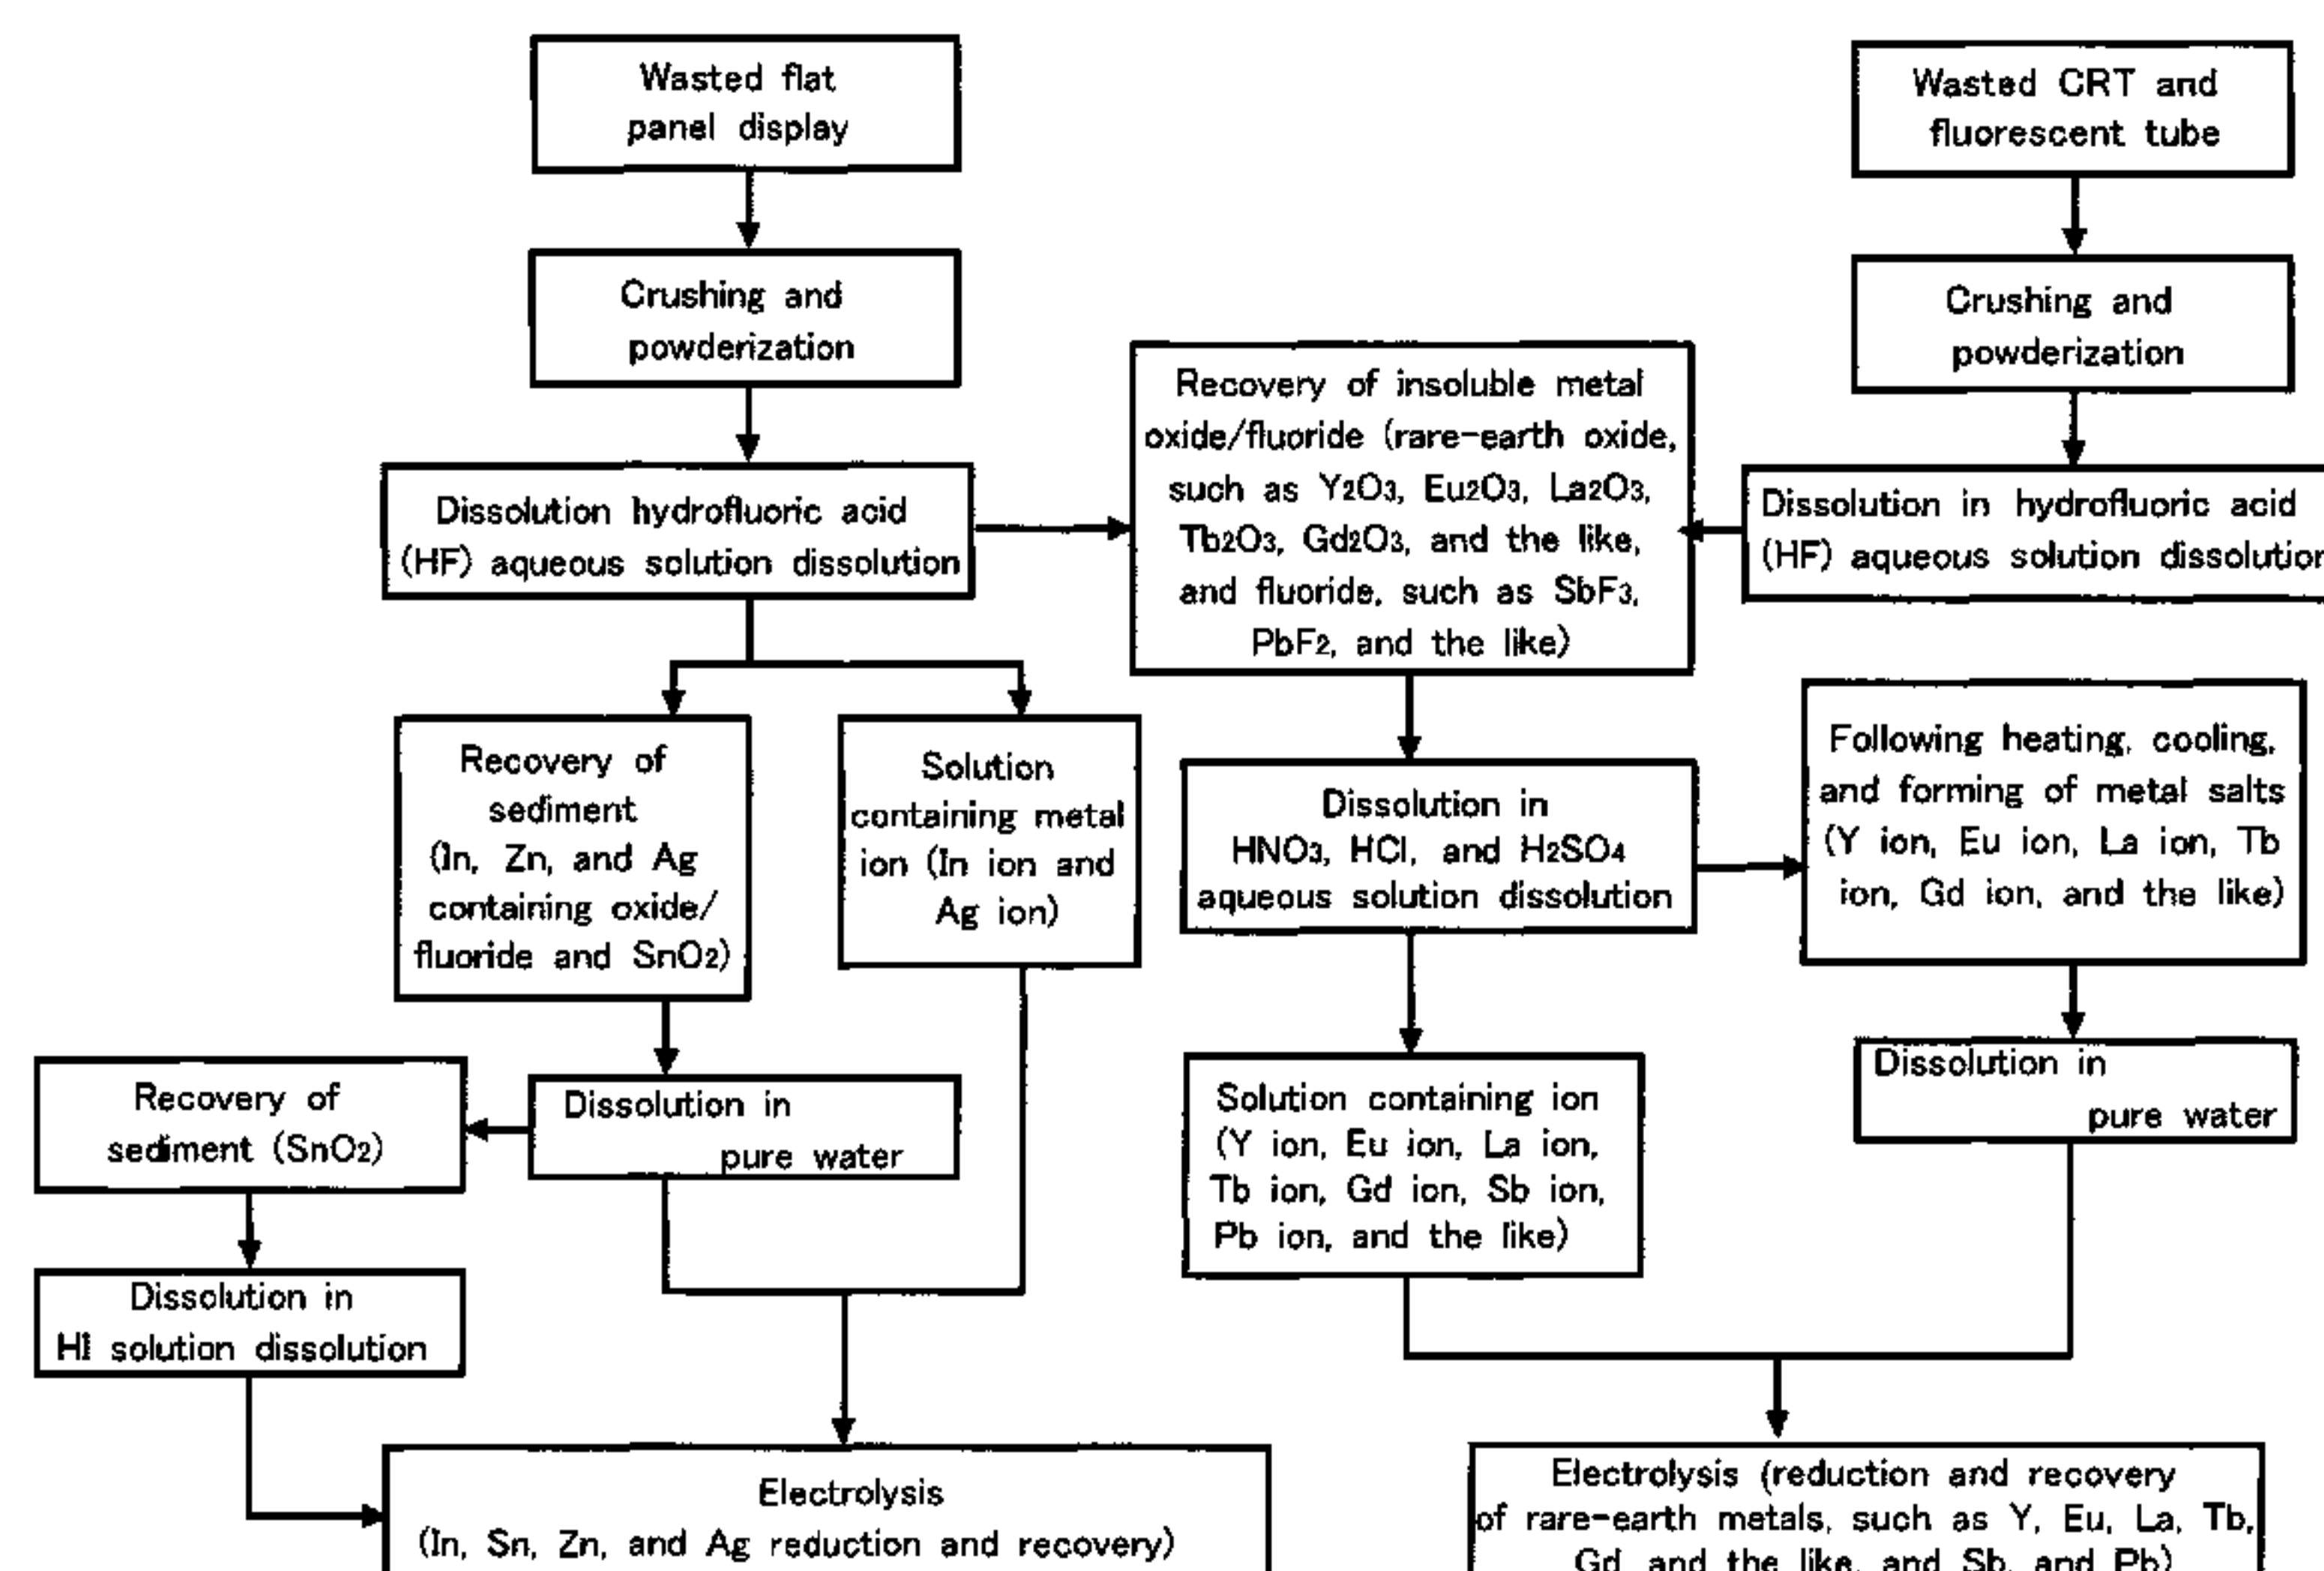 Wasted flat
panel display
Crushing and
powderization
Dissolution hydrofluoric acid
(HF) aqueous solution dissolution
Recovery of
sediment
(In, Zn, and Ag
containing oxide/
fluoride and SnO2)
Solution
containing metal
ion (In ion and
Ag ion)
Dissolution in
pure water
Recovery of
sediment (SnO2)
Dissolution in
HI solution dissolution
Electrolysis
(In, Sn, Zn, and Ag reduction and recovery)
Wasted CRT and
fluorescent tube
Crushing and
powderization
Dissolution in hydrofluoric acid
(HF) aqueous solution dissolution
Recovery of insoluble metal
oxide/fluoride (rare-earth oxide,
such as Y2O3, Eu2O3, La2O3,
Tb2O3, Gd2O3, and the like,
and fluoride, such as SbF3,
PbF2, and the like)
Dissolution in
HNO3, HCl, and H2SO4
aqueous solution dissolution
Following heating, cooling,
and forming of metal salts
(Y ion, Eu ion, La ion, Tb
ion, Gd ion, and the like)
Dissolution in
pure water
Solution containing ion
(Y ion, Eu ion, La ion,
Tb ion, Gd ion, Sb ion,
Pb ion, and the like)
Electrolysis (reduction and recovery
of rare-earth metals, such as Y, Eu, La, Tb,
Gd, and the like, and Sb, and Pb)